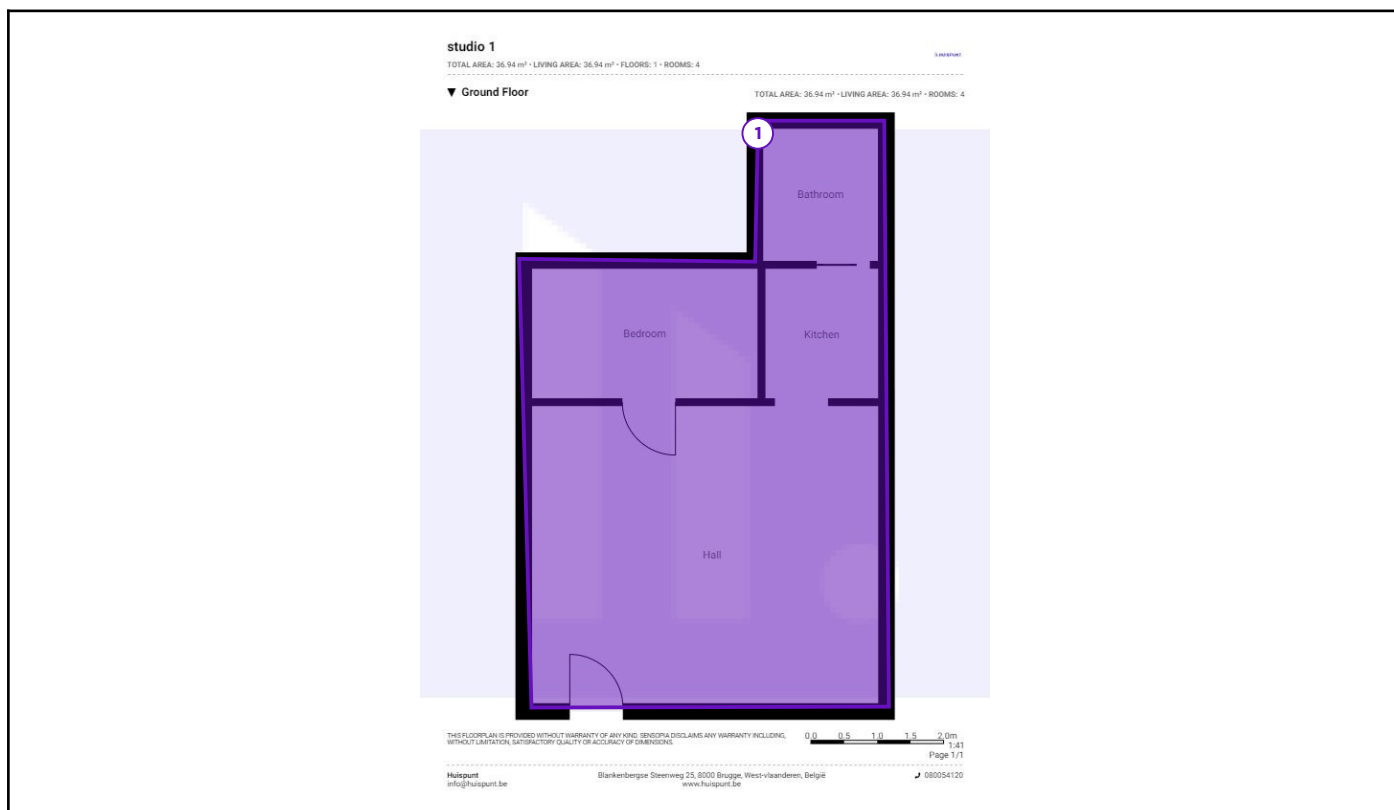 studio 1
HUISPUNT
TOTAL AREA: 36.94 m² • LIVING AREA: 36.94 m² • FLOORS: 1 • ROOMS: 4
▼ Ground Floor
TOTAL AREA: 36.94 m² • LIVING AREA: 36.94 m² • ROOMS: 4
1
Bathroom
Bedroom
Kitchen
Hall
THIS FLOORPLAN IS PROVIDED WITHOUT WARRANTY OF ANY KIND. SENSOPIA DISCLAIMS ANY WARRANTY INCLUDING,
WITHOUT LIMITATION, SATISFACTORY QUALITY OR ACCURACY OF DIMENSIONS.
0.0 0.5 1.0 1.5 2.0m
1:41
Page 1/1
Huispunt
info@huispunt.be
Blankenbergse Steenweg 25, 8000 Brugge, West-vlaanderen, België
www.huispunt.be
080054120